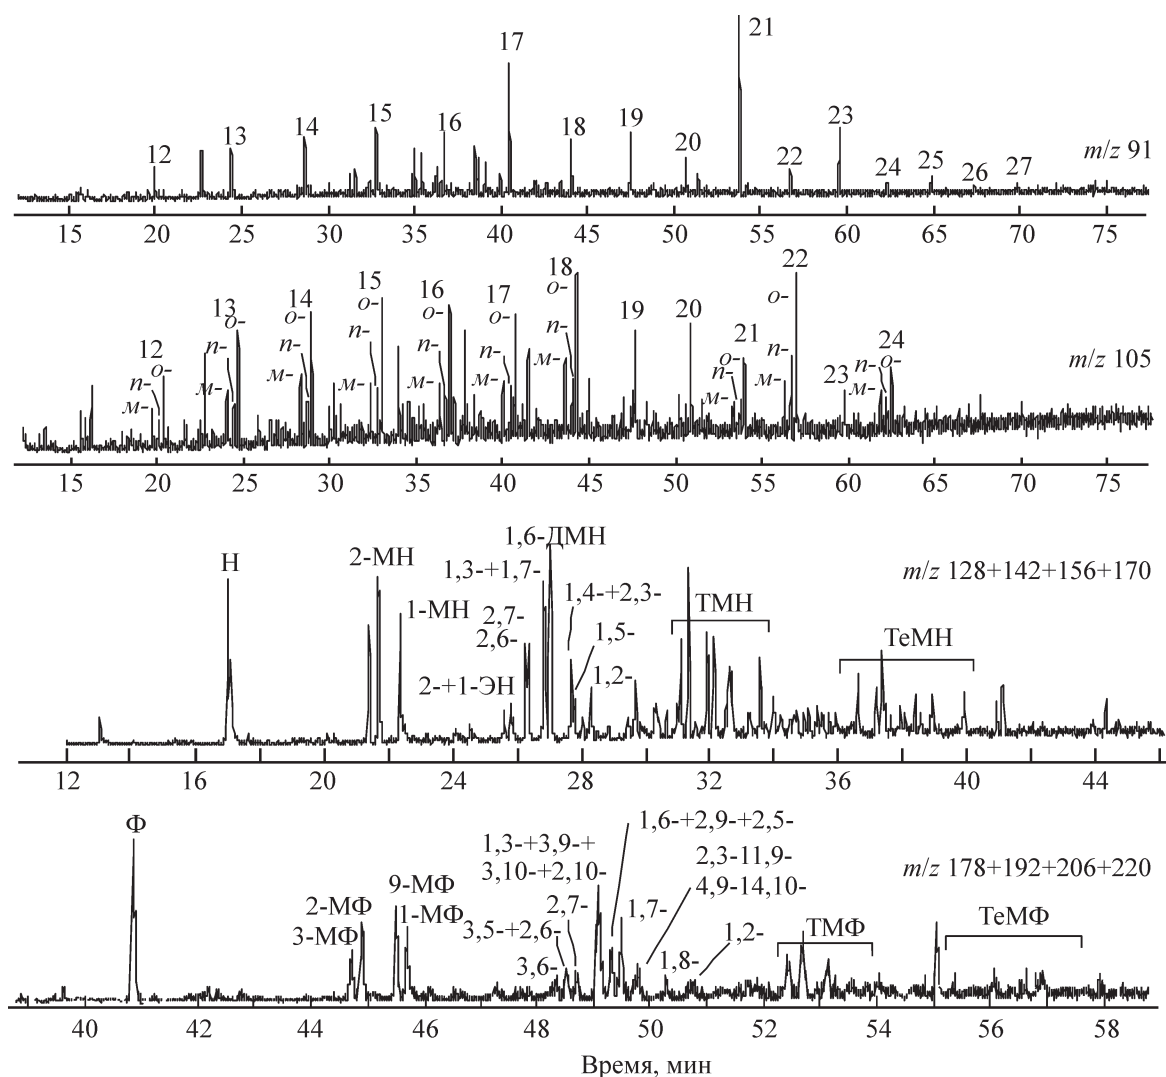 12 13 14 15 16 17 18 19 20 21 22 23 24 25 26 27
m/z 91
15 20 25 30 35 40 45 50 55 60 65 70 75
12 13 14 15 16 17 18 19 20 21 22 23 24
м- п- о- м- п- о- м- п- о- м- п- о- м- п- о- м- п- о- м- п- о- м- п- о- м- п- о- м- п- о-
m/z 105
15 20 25 30 35 40 45 50 55 60 65 70 75
1,6-ДМН
Н 2-МН 1,3-+1,7- m/z 128+142+156+170
1-МН 1,4-+2,3- ТМН
2,7- 1,5- ТеМН
2,6-
2-+1-ЭН 1,2-
12 16 20 24 28 32 36 40 44
Ф 1,6-+2,9-+2,5-
1,3-+3,9-+ 2,3-11,9-
3,10-+2,10- 4,9-14,10- m/z 178+192+206+220
9-МФ
2-МФ 1-МФ 2,7- 1,7- ТМФ ТеМФ
3-МФ 3,5-+2,6- 1,2-
3,6- 1,8-
40 42 44 46 48 50 52 54 56 58
Время, мин